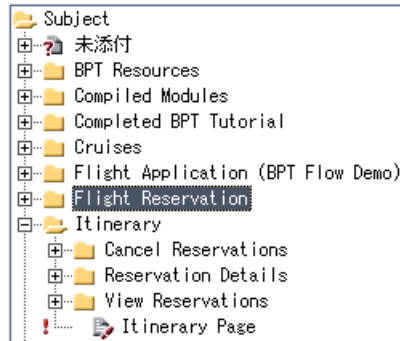 Subject
未添付
BPT Resources
Compiled Modules
Completed BPT Tutorial
Cruises
Flight Application (BPT Flow Demo)
Flight Reservation
Itinerary
Cancel Reservations
Reservation Details
View Reservations
Itinerary Page